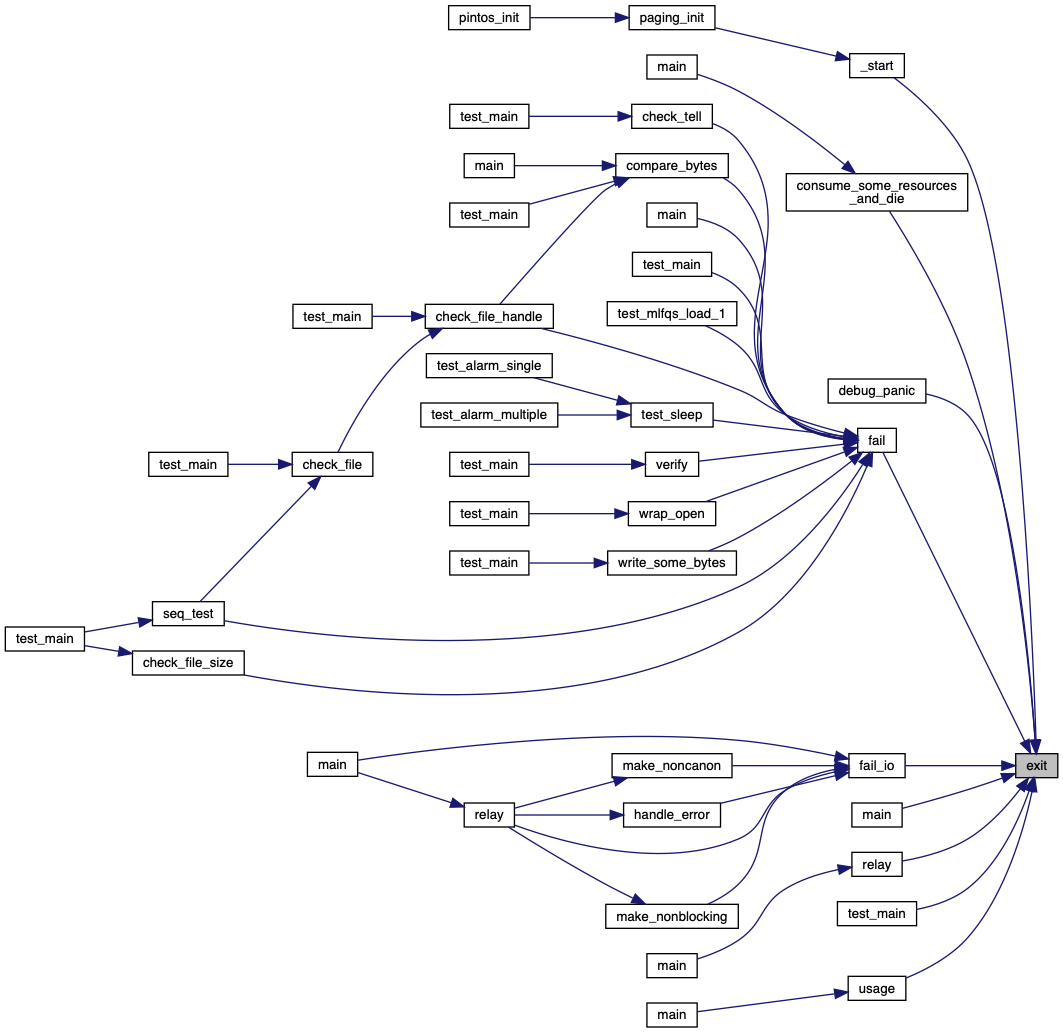 pintos_init
paging_init
_start
main
test_main
check_tell
main
compare_bytes
consume_some_resources
_and_die
test_main
main
test_main
test_main
check_file_handle
test_mlfqs_load_1
test_alarm_single
debug_panic
test_alarm_multiple
test_sleep
fail
test_main
check_file
test_main
verify
test_main
wrap_open
test_main
write_some_bytes
seq_test
test_main
check_file_size
main
make_noncanon
fail_io
exit
relay
handle_error
main
relay
make_nonblocking
test_main
main
usage
main